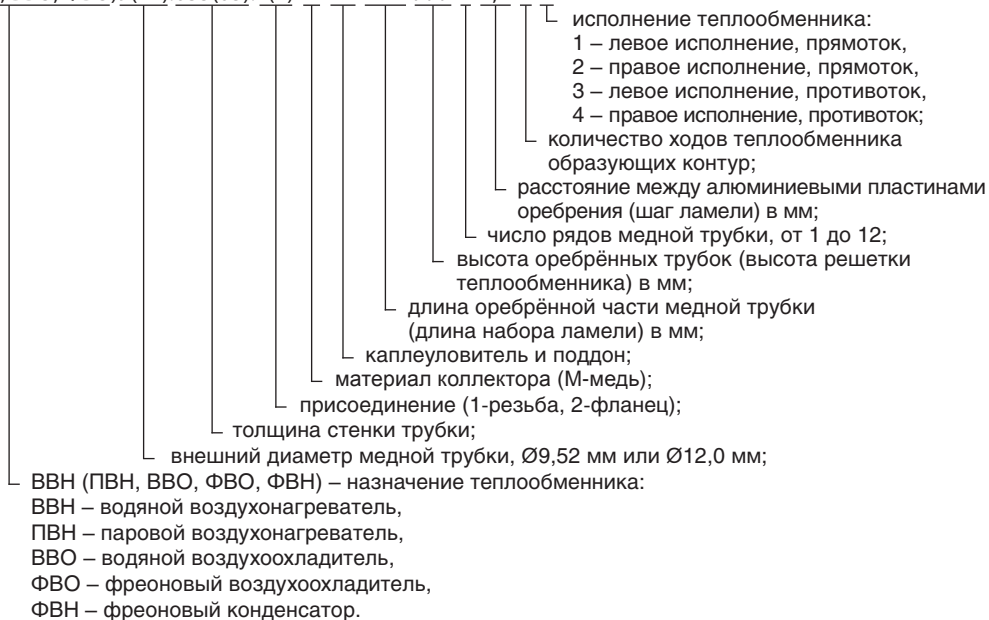 исполнение теплообменника:
1 – левое исполнение, прямоток,
2 – правое исполнение, прямоток,
3 – левое исполнение, противоток,
4 – правое исполнение, противоток;
количество ходов теплообменника
образующих контур;
расстояние между алюминиевыми пластинами
оребрения (шаг ламели) в мм;
число рядов медной трубки, от 1 до 12;
высота оребрённых трубок (высота решетки
теплообменника) в мм;
длина оребрённой части медной трубки
(длина набора ламели) в мм;
каплеуловитель и поддон;
материал коллектора (М-медь);
присоединение (1-резьба, 2-фланец);
толщина стенки трубки;
внешний диаметр медной трубки, Ø9,52 мм или Ø12,0 мм;
ВВН (ПВН, ВВО, ФВО, ФВН) – назначение теплообменника:
ВВН – водяной воздухонагреватель,
ПВН – паровой воздухонагреватель,
ВВО – водяной воздухоохладитель,
ФВО – фреоновый воздухоохладитель,
ФВН – фреоновый конденсатор.